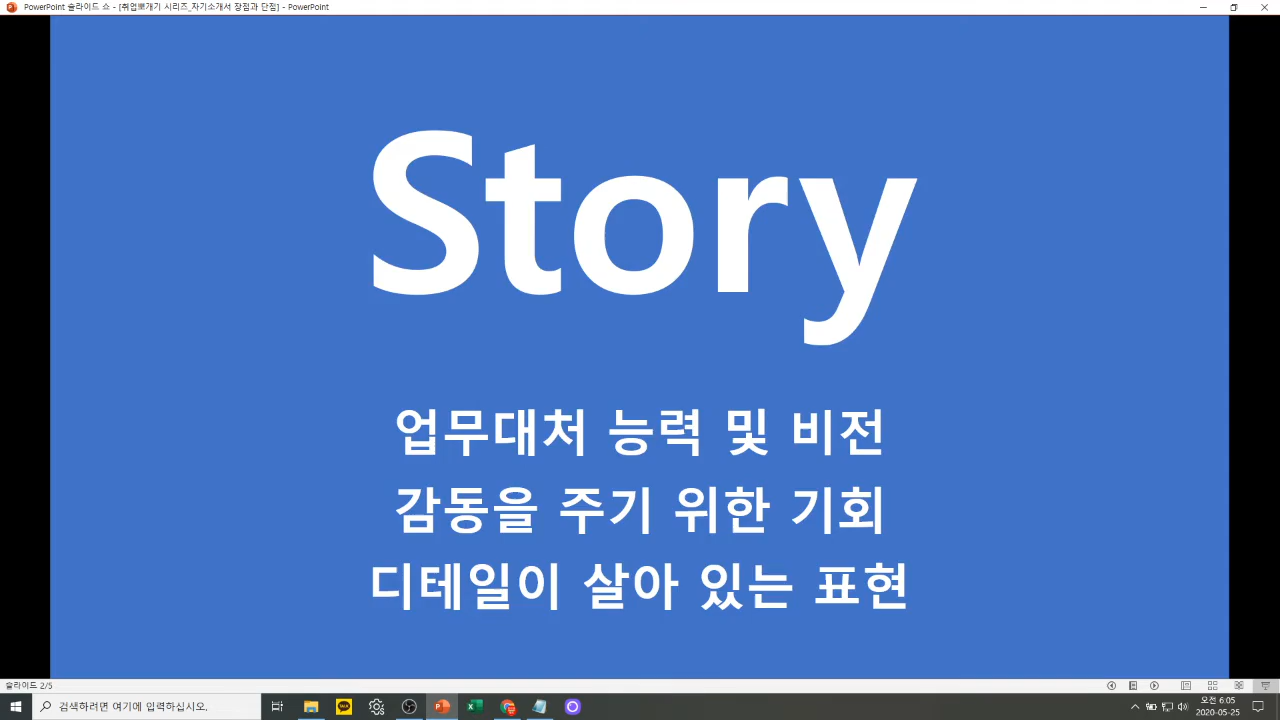 PowerPoint 슬라이드 쇼 - [취업뽀개기 시리즈_자기소개서 장점과 단점] - PowerPoint
Story
업무대처 능력 및 비전
감동을 주기 위한 기회
디테일이 살아 있는 표현
슬라이드 2/5
검색하려면 여기에 입력하십시오.
오전 6:05
2020-05-25